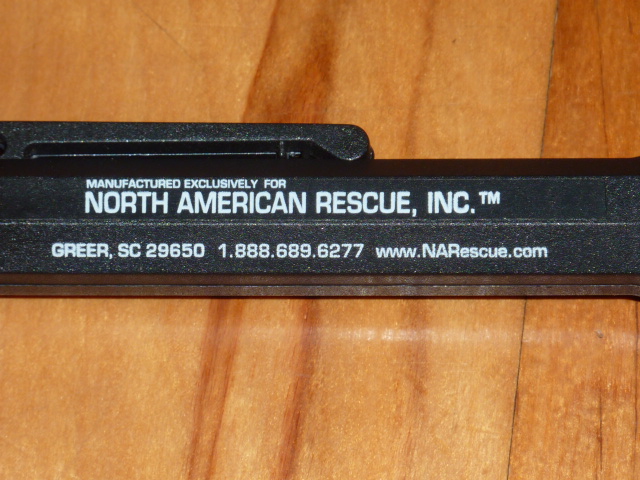 MANUFACTURED EXCLUSIVELY FOR
NORTH AMERICAN RESCUE, INC.™
GREER, SC 29650 1.888.689.6277 www.NARescue.com